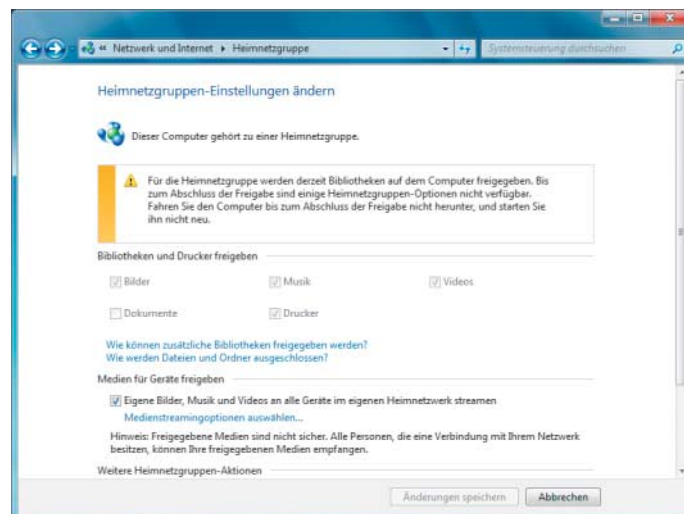 « Netzwerk und Internet ▸ Heimnetzgruppe
Systemsteuerung durchsuchen
Heimnetzgruppen-Einstellungen ändern
Dieser Computer gehört zu einer Heimnetzgruppe.
Für die Heimnetzgruppe werden derzeit Bibliotheken auf dem Computer freigegeben. Bis
zum Abschluss der Freigabe sind einige Heimnetzgruppen-Optionen nicht verfügbar.
Fahren Sie den Computer bis zum Abschluss der Freigabe nicht herunter, und starten Sie
ihn nicht neu.
Bibliotheken und Drucker freigeben
Bilder Musik Videos
Dokumente Drucker
Wie können zusätzliche Bibliotheken freigegeben werden?
Wie werden Dateien und Ordner ausgeschlossen?
Medien für Geräte freigeben
Eigene Bilder, Musik und Videos an alle Geräte im eigenen Heimnetzwerk streamen
Medienstreamingoptionen auswählen...
Hinweis: Freigegebene Medien sind nicht sicher. Alle Personen, die eine Verbindung mit Ihrem Netzwerk
besitzen, können Ihre freigegebenen Medien empfangen.
Weitere Heimnetzgruppen-Aktionen
Änderungen speichern Abbrechen